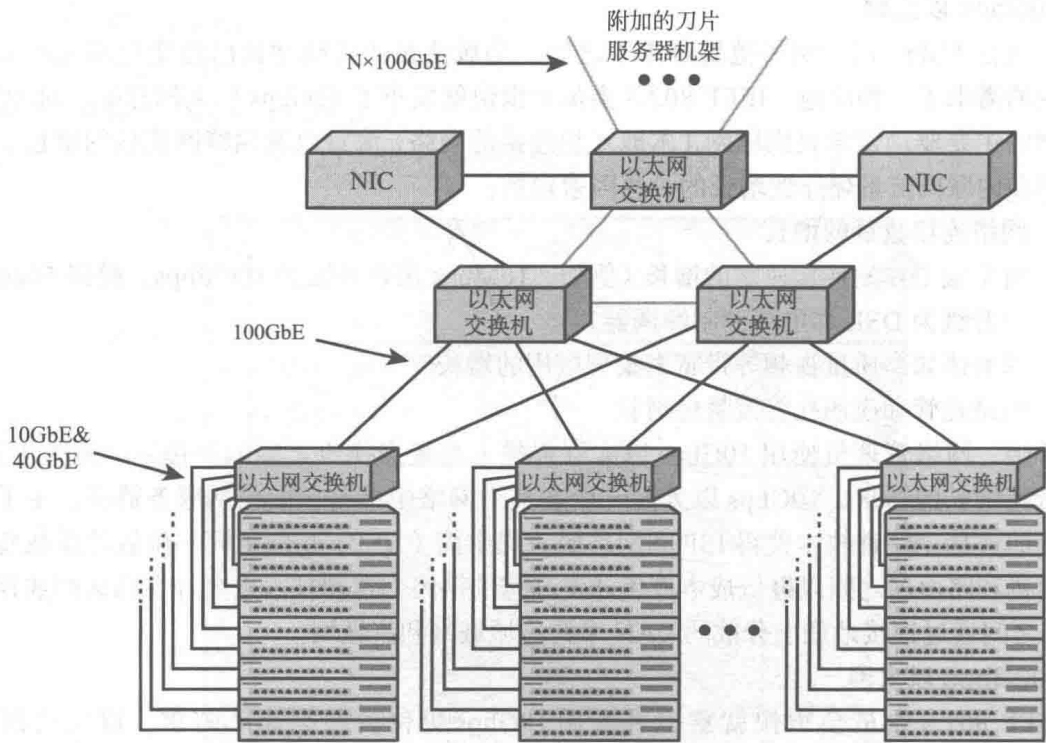 附加的刀片
服务器机架
N×100GbE
NIC
以太网
交换机
NIC
以太网
交换机
以太网
交换机
100GbE
10GbE&
40GbE
以太网交换机
以太网交换机
以太网交换机